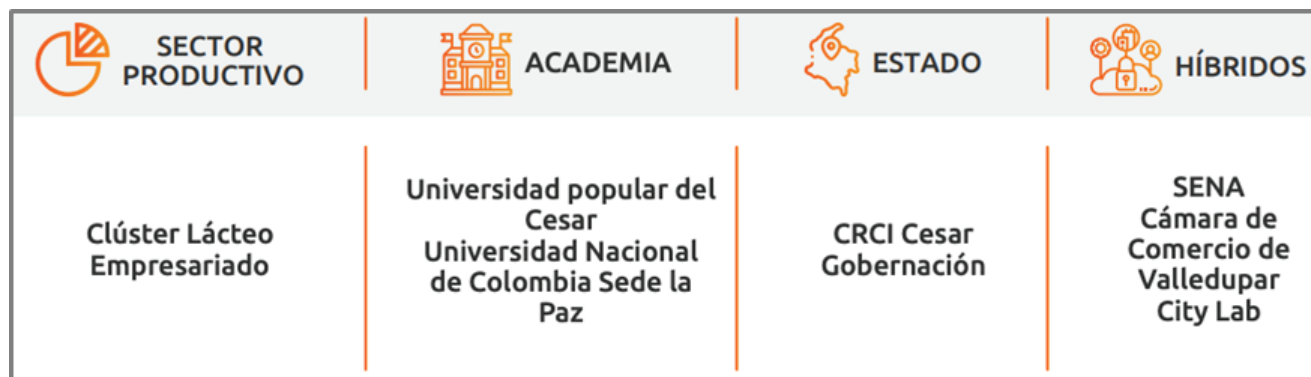 SECTOR
PRODUCTIVO
ACADEMIA
ESTADO
HÍBRIDOS
Clúster Lácteo
Empresariado
Universidad popular del
Cesar
Universidad Nacional
de Colombia Sede la
Paz
CRCI Cesar
Gobernación
SENA
Cámara de
Comercio de
Valledupar
City Lab